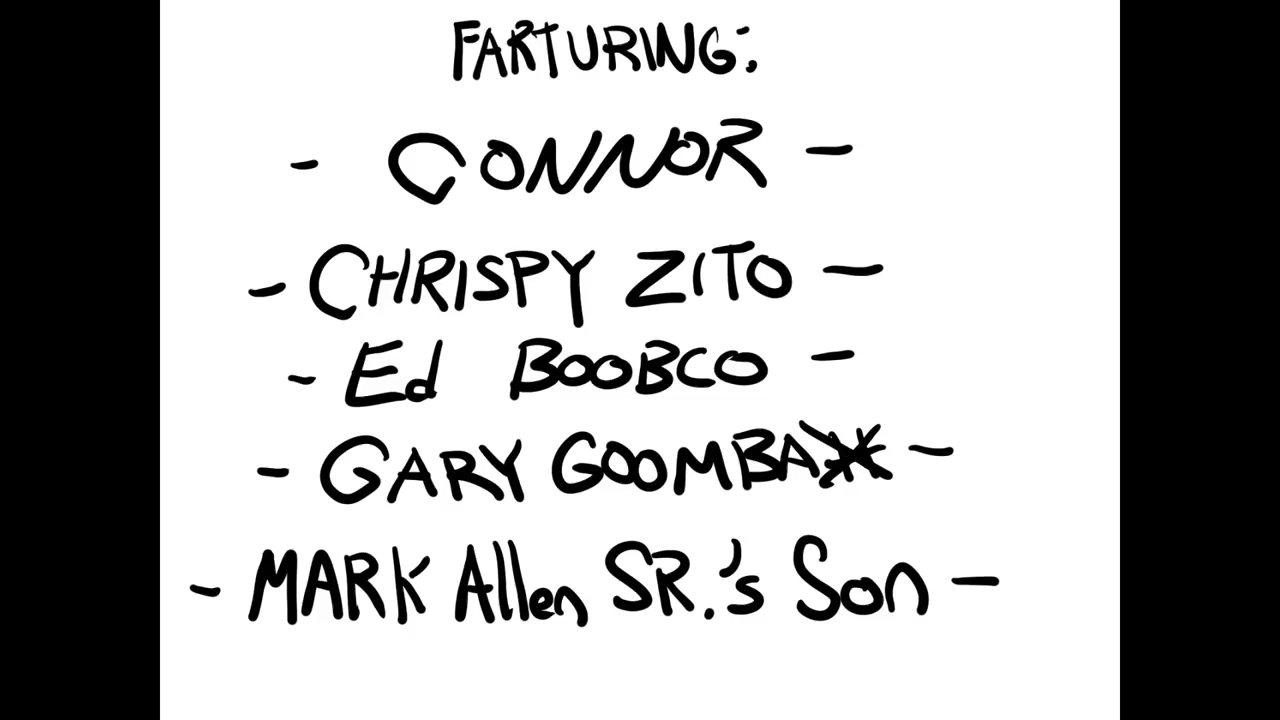 FARTURING:
- CONNOR -
- CHRISPY ZITO -
- Ed BOOBCO -
- GARY GOOMBA -
- MARK Allen SR.'s Son -